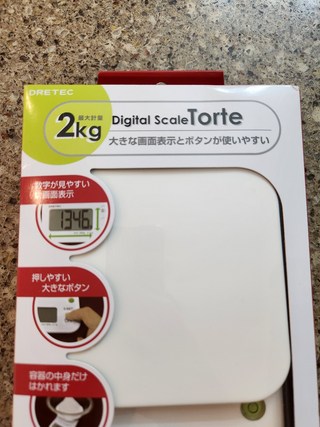 DRETEC
最大計量
2kg
Digital Scale Torte
大きな画面表示とボタンが使いやすい
数字が見やすい
画面表示
1346
押しやすい
大きなボタン
容器の中身だけ
はかれます